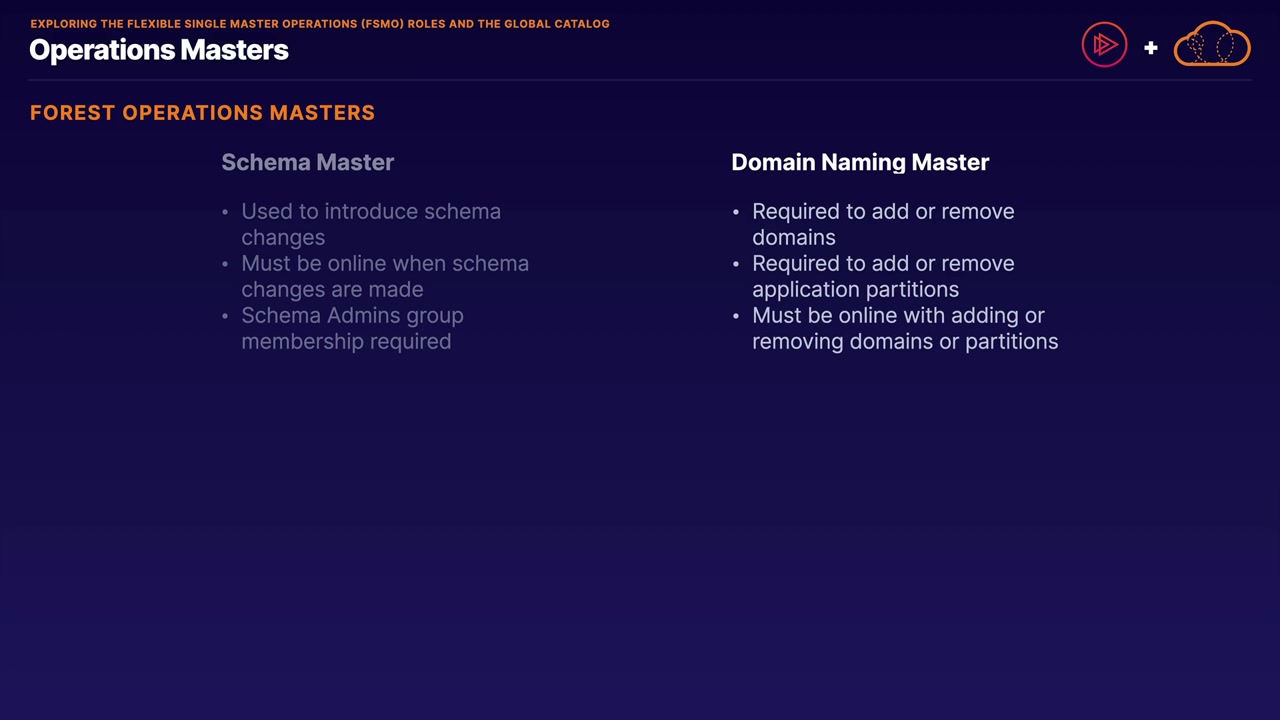 EXPLORING THE FLEXIBLE SINGLE MASTER OPERATIONS (FSMO) ROLES AND THE GLOBAL CATALOG
Operations Masters
+
FOREST OPERATIONS MASTERS
Schema Master
• Used to introduce schema
changes
• Must be online when schema
changes are made
• Schema Admins group
membership required
Domain Naming Master
• Required to add or remove
domains
• Required to add or remove
application partitions
• Must be online with adding or
removing domains or partitions